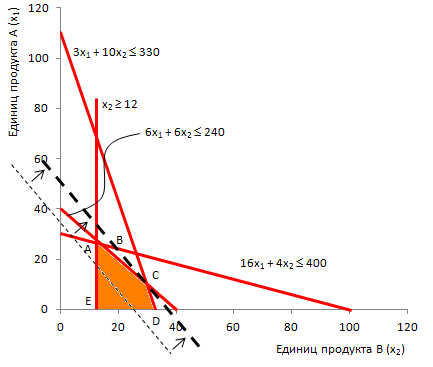 Единиц продукта А (x₁)
120
100
80
60
40
20
0
3x₁ + 10x₂ ≤ 330
x₂ ≥ 12
6x₁ + 6x₂ ≤ 240
16x₁ + 4x₂ ≤ 400
A
B
C
E
D
0 20 40 60 80 100 120
Единиц продукта В (x₂)